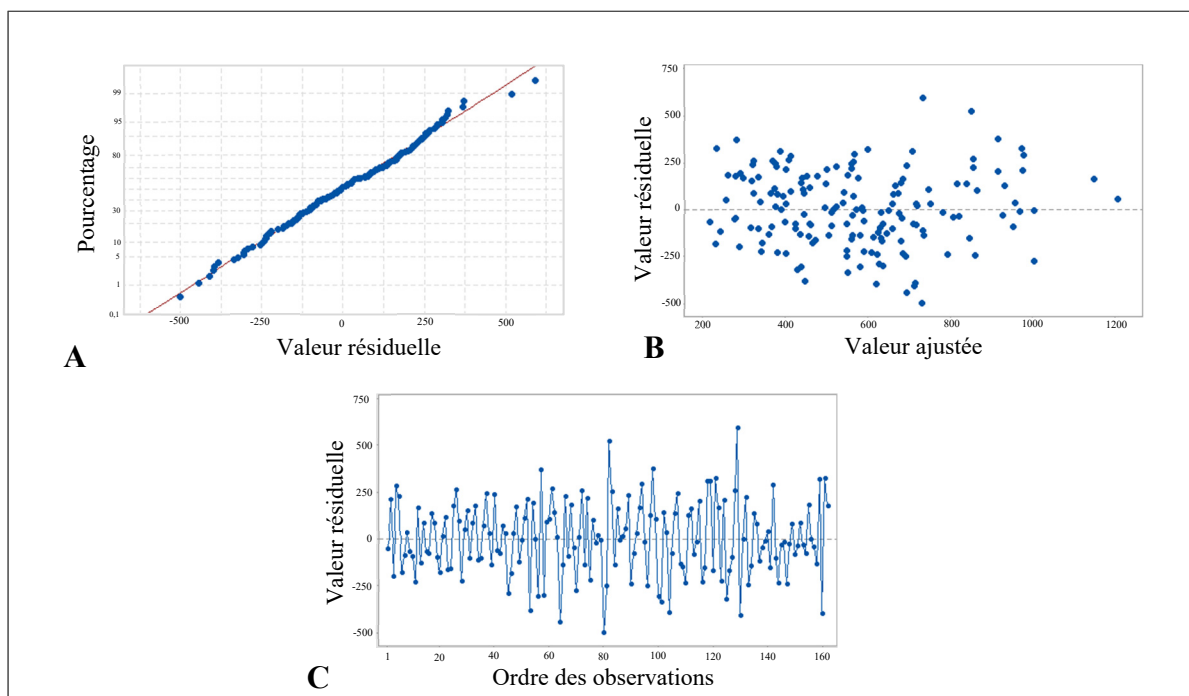 Pourcentage
99
95
80
30
10
5
1
0,1
-500 -250 0 250 500
Valeur résiduelle
A
Valeur résiduelle
750
500
250
0
-250
-500
200 400 600 800 1000 1200
Valeur ajustée
B
Valeur résiduelle
750
500
250
0
-250
-500
1 20 40 60 80 100 120 140 160
Ordre des observations
C